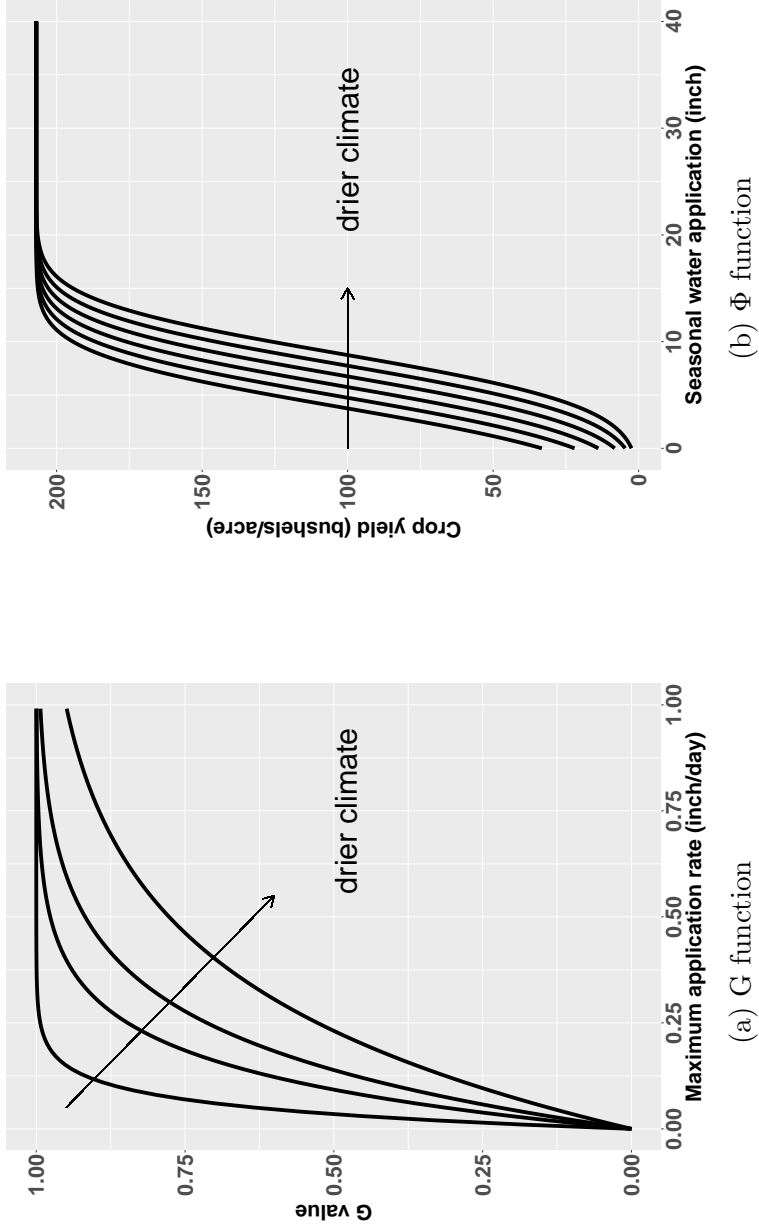 1.00
0.75
0.50
0.25
0.00
G value
drier climate
0.00 0.25 0.50 0.75 1.00
Maximum application rate (inch/day)
(a) G function
200
150
100
50
0
Crop yield (bushels/acre)
drier climate
0 10 20 30 40
Seasonal water application (inch)
(b) Φ function